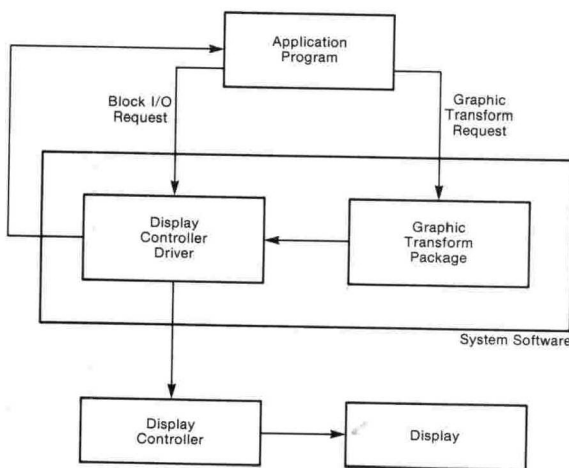 Application
Program
Block I/O
Request
Graphic
Transform
Request
Display
Controller
Driver
Graphic
Transform
Package
System Software
Display
Controller
Display